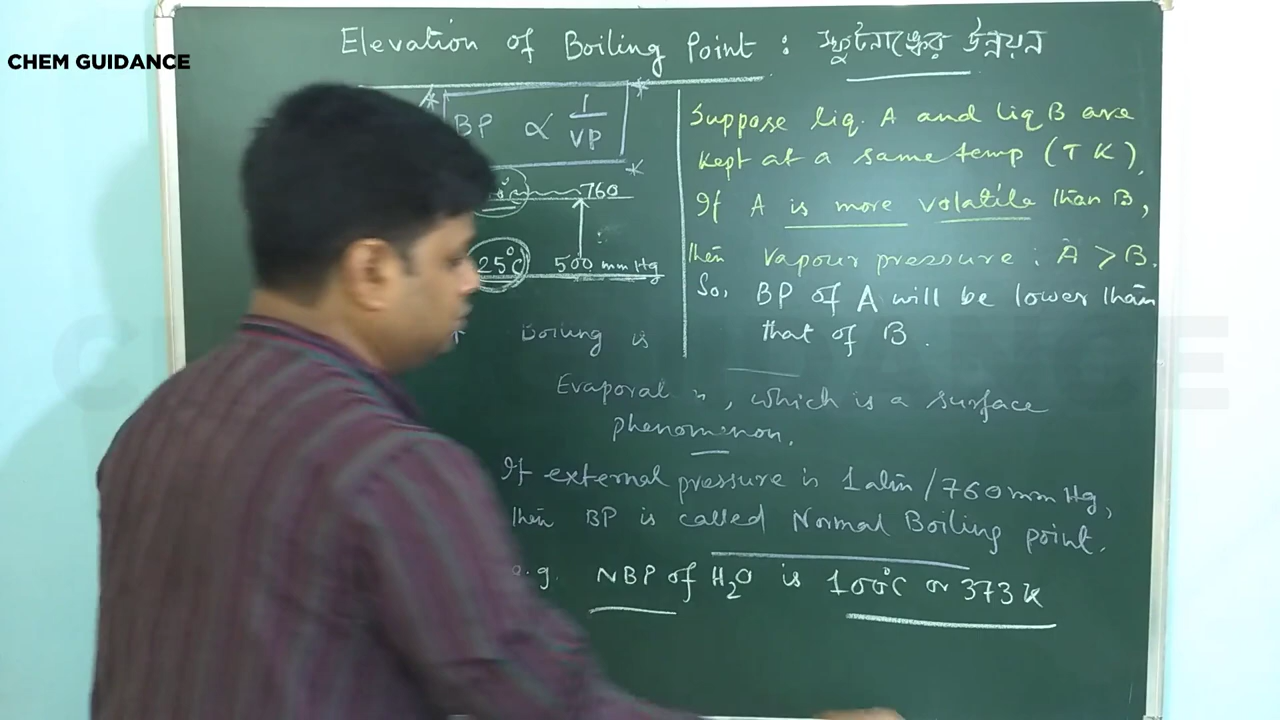 CHEM GUIDANCE
Elevation of Boiling Point : স্ফুটনাঙ্কের উন্নয়ন
BP ∝ 1/VP
760
25°C 500 mm Hg
Boiling is
Evaporatn, which is a surface
phenomenon.
Suppose liq. A and liq B are
kept at a same temp (T K),
If A is more volatile than B,
then Vapour pressure : A > B.
So, BP of A will be lower than
that of B.
If external pressure is 1 atm / 760 mm Hg,
then BP is called Normal Boiling point.
e.g. NBP of H₂O is 100°C or 373 K